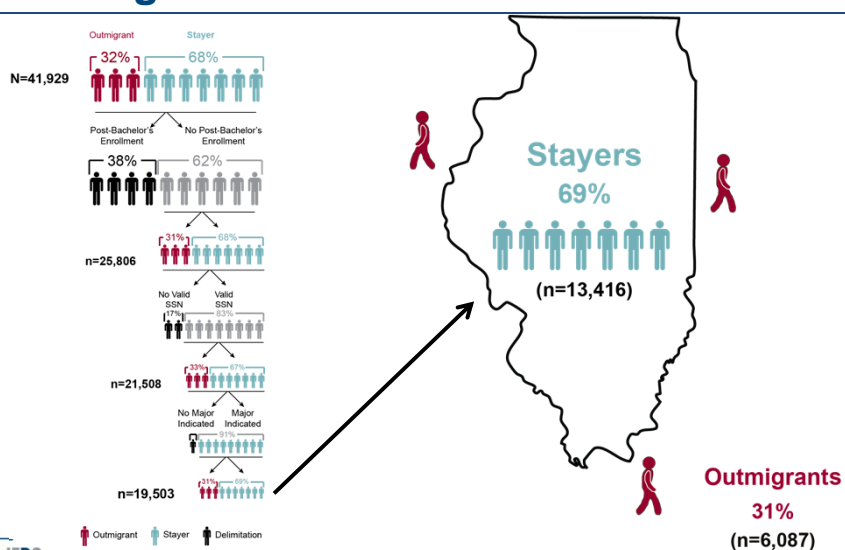 Outmigrant Stayer
32% 68%
N=41,929
Post-Bachelor's
Enrollment
No Post-Bachelor's
Enrollment
38% 62%
31% 68%
n=25,806
No Valid
SSN
Valid
SSN
17% 83%
33% 67%
n=21,508
No Major
Indicated
Major
Indicated
91%
31% 69%
n=19,503
Outmigrant Stayer Delimitation
Stayers
69%
(n=13,416)
Outmigrants
31%
(n=6,087)